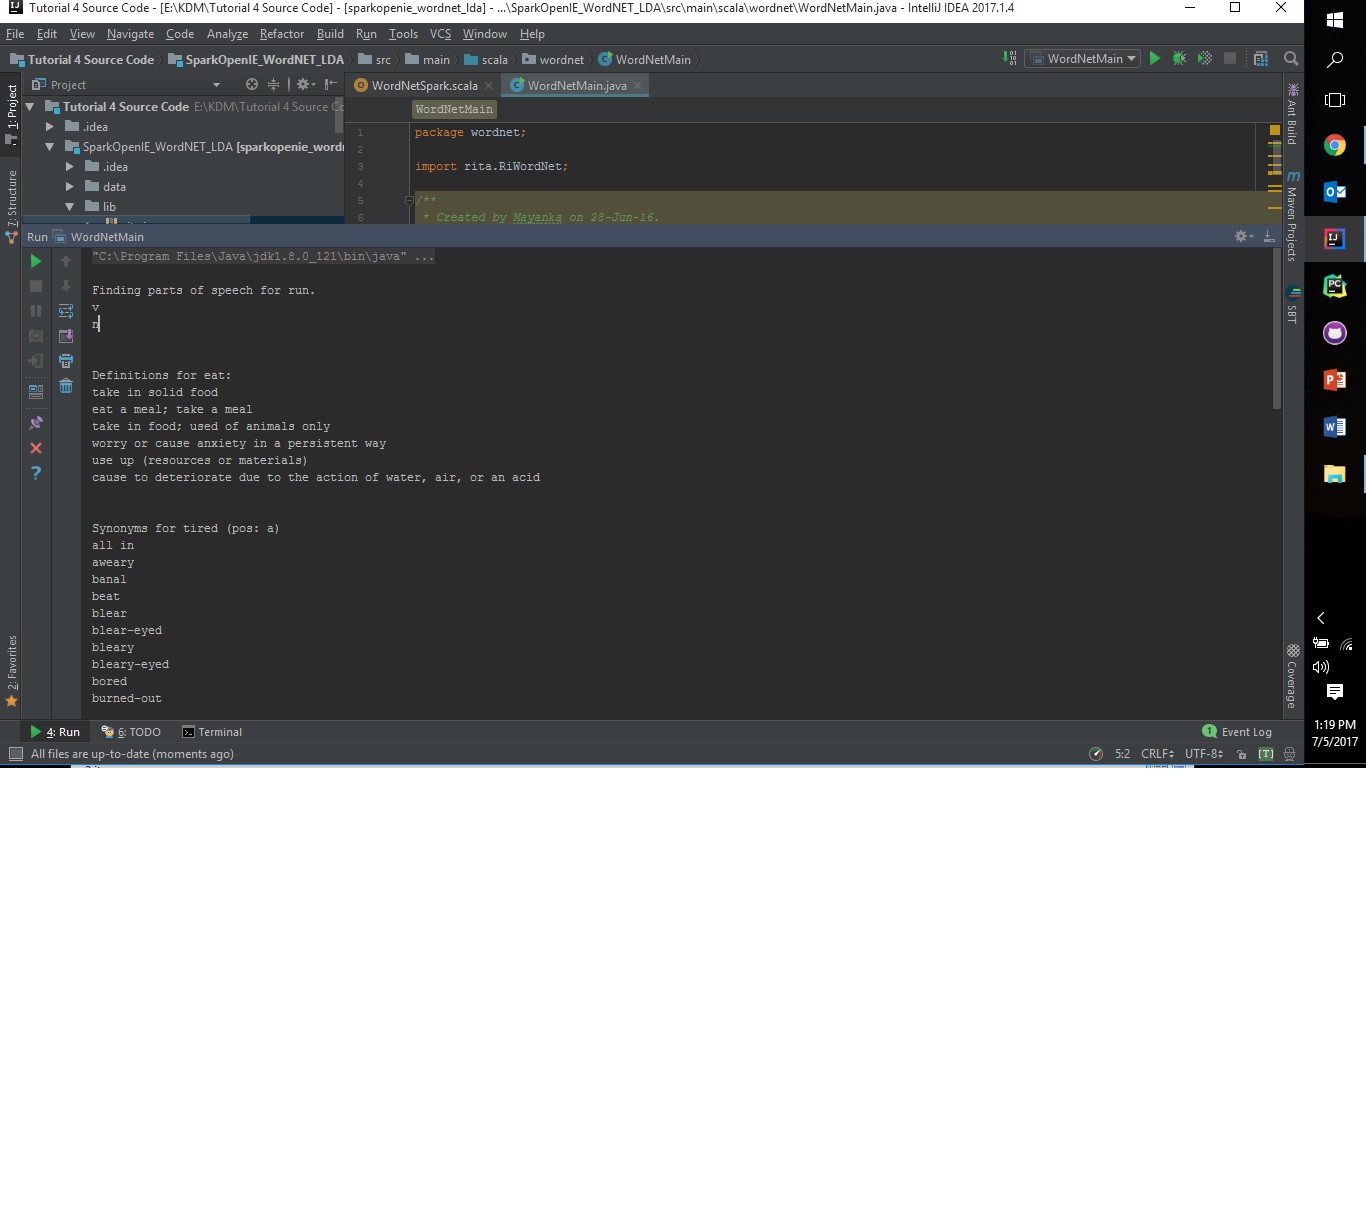 Tutorial 4 Source Code - [E:\KDM\Tutorial 4 Source Code] - [sparkopenie_wordnet_lda] - ...\SparkOpenIE_WordNET_LDA\src\main\scala\wordnet\WordNetMain.java - IntelliJ IDEA 2017.1.4
File Edit View Navigate Code Analyze Refactor Build Run Tools VCS Window Help
Tutorial 4 Source Code SparkOpenIE_WordNET_LDA src main scala wordnet WordNetMain WordNetMain
Project WordNetSpark.scala WordNetMain.java
1: Project
Tutorial 4 Source Code E:\KDM\Tutorial 4 Source Co
.idea
SparkOpenIE_WordNET_LDA [sparkopenie_word
.idea
data
lib
7: Structure
WordNetMain
1 package wordnet;
2
3 import rita.RiWordNet;
4
5 /**
6 * Created by Mayanka on 28-Jun-16.
Ant Build
Maven Projects
SBT
Run WordNetMain
"C:\Program Files\Java\jdk1.8.0_121\bin\java" ...
Finding parts of speech for run.
v
n
Definitions for eat:
take in solid food
eat a meal; take a meal
take in food; used of animals only
worry or cause anxiety in a persistent way
use up (resources or materials)
cause to deteriorate due to the action of water, air, or an acid
Synonyms for tired (pos: a)
all in
aweary
banal
beat
blear
blear-eyed
bleary
bleary-eyed
bored
burned-out
2: Favorites
Coverage
4: Run 6: TODO Terminal 1 Event Log
All files are up-to-date (moments ago) 5:2 CRLF UTF-8 [T]
1:19 PM
7/5/2017